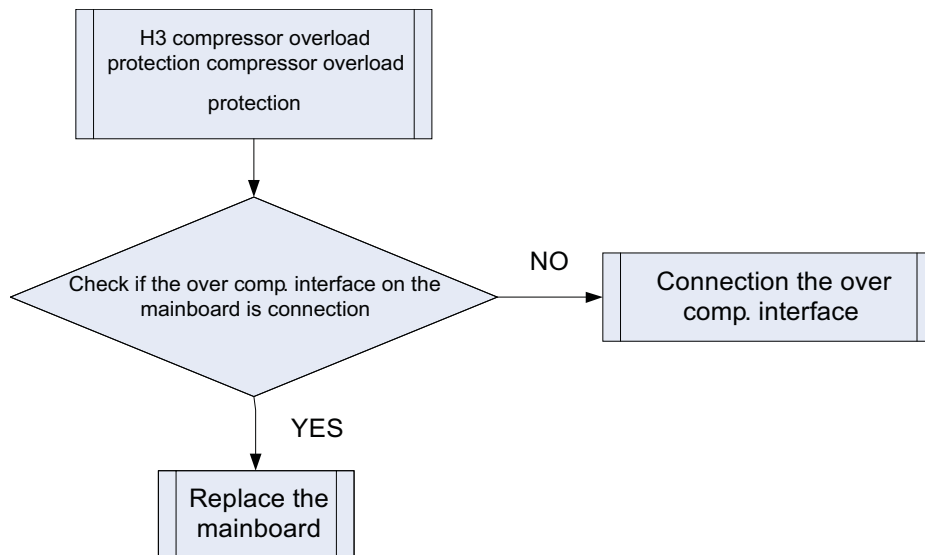 H3 compressor overload
protection compressor overload
protection
Check if the over comp. interface on the
mainboard is connection
NO
Connection the over
comp. interface
YES
Replace the
mainboard